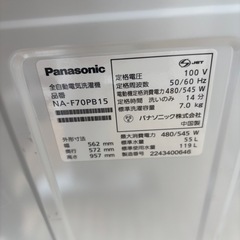 Panasonic
全自動電気洗濯機
品番
NA-F70PB15
外形寸法
幅 562 mm
奥行 572 mm
高さ 957 mm
JET
定格電圧 100 V
定格周波数 50/60 Hz
電動機定格消費電力 480/545 W
定格時間 洗いのみ 14 分
標準洗濯容量 7.0 kg
パナソニック株式会社
中国製
最大消費電力 480/545 W
標準水量 55 L
標準使用水量 119 L
2243400646